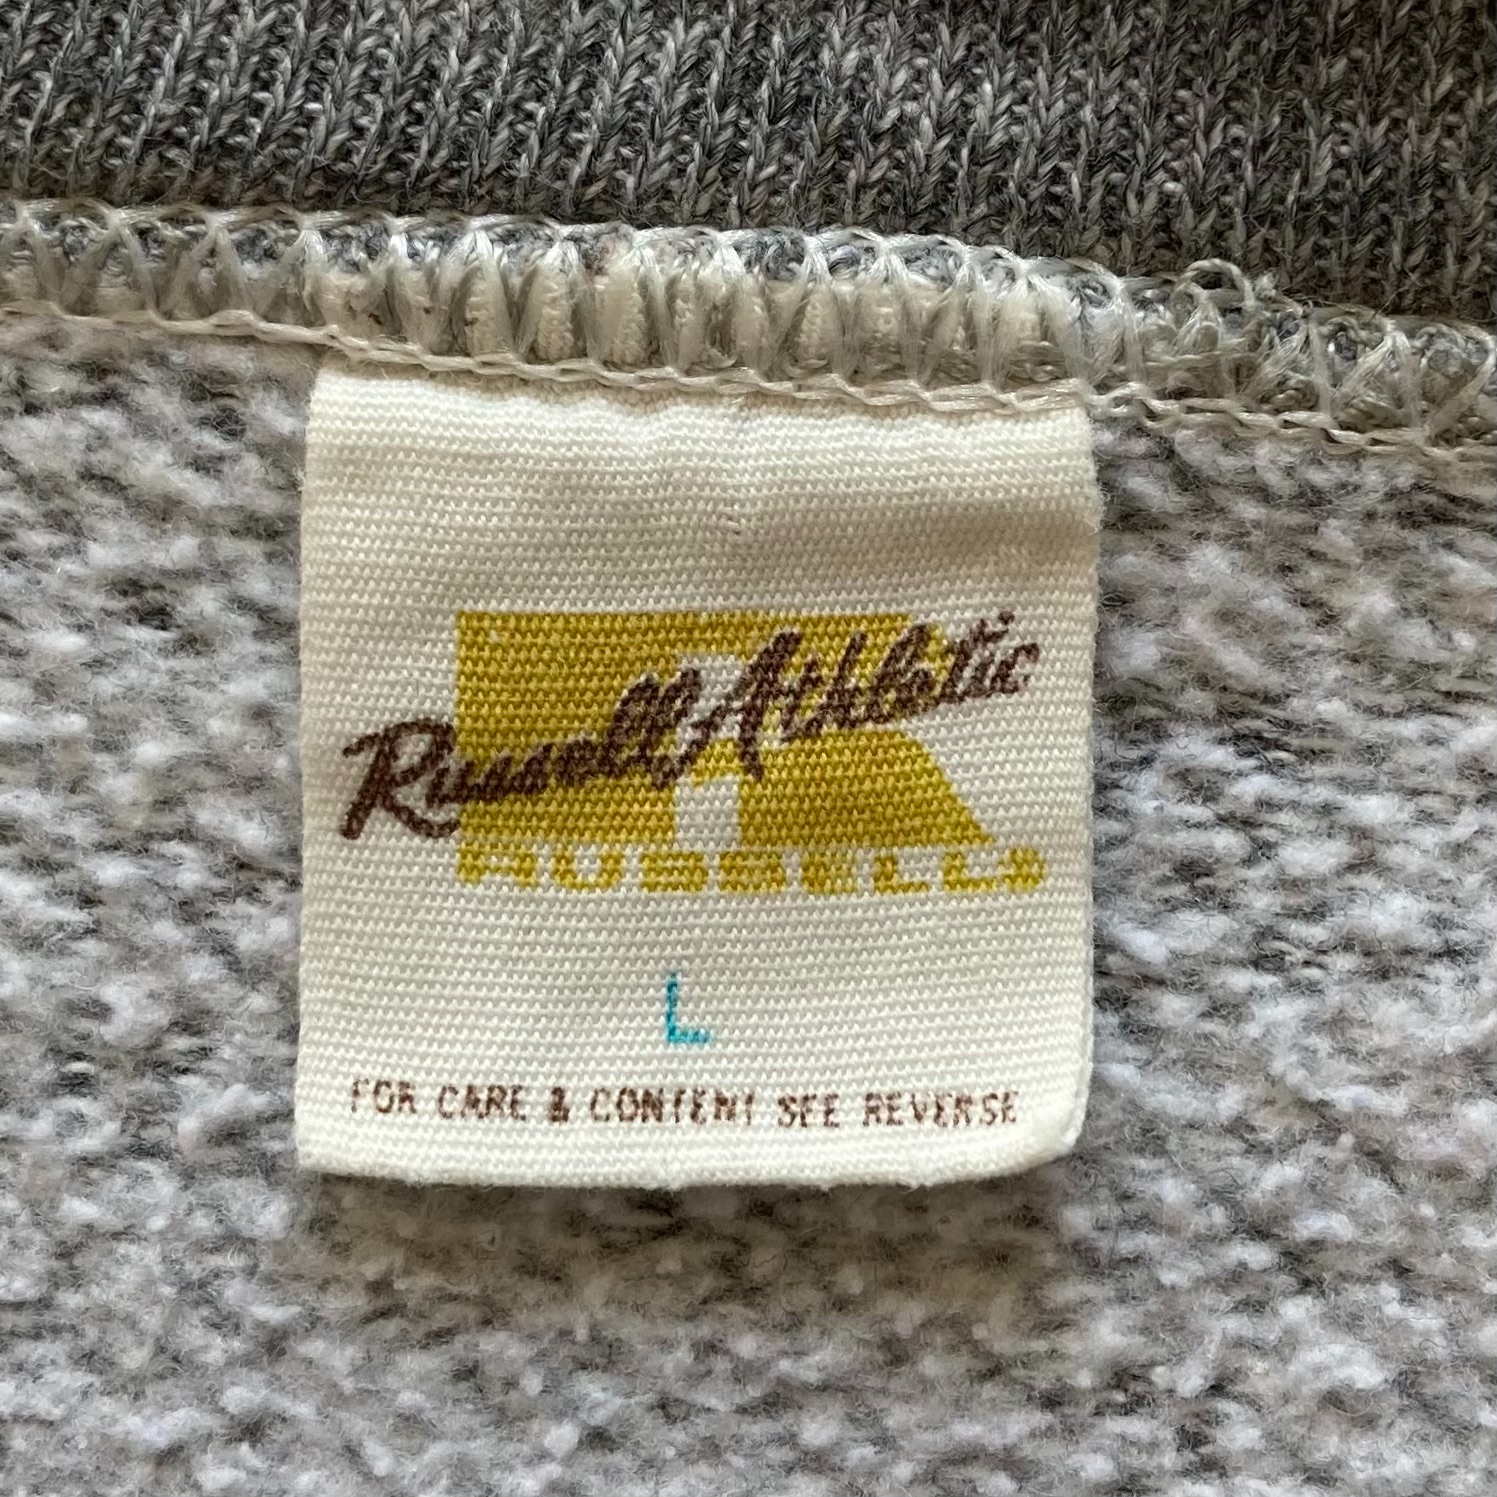 Russell Athletic
RUSSELL
L
FOR CARE & CONTENT SEE REVERSE